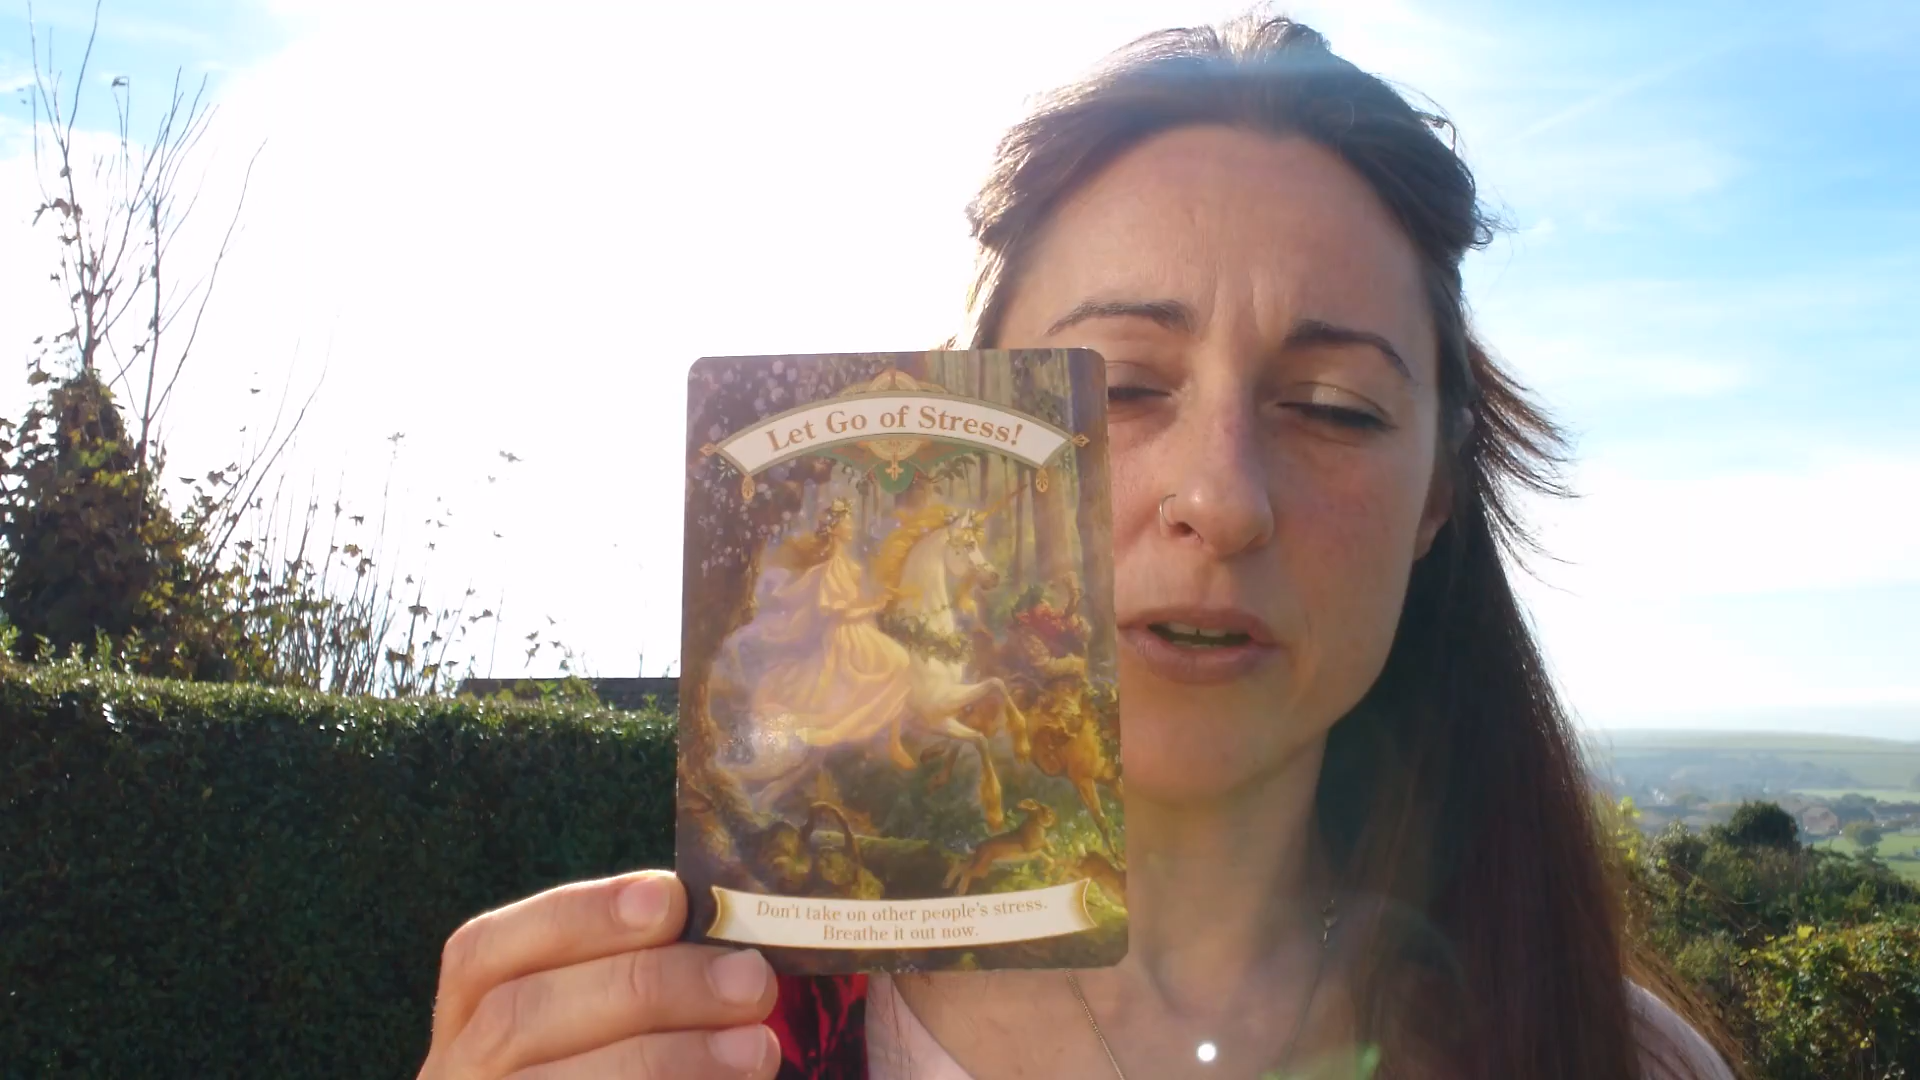 Let Go of Stress!
Don't take on other people's stress.
Breathe it out now.